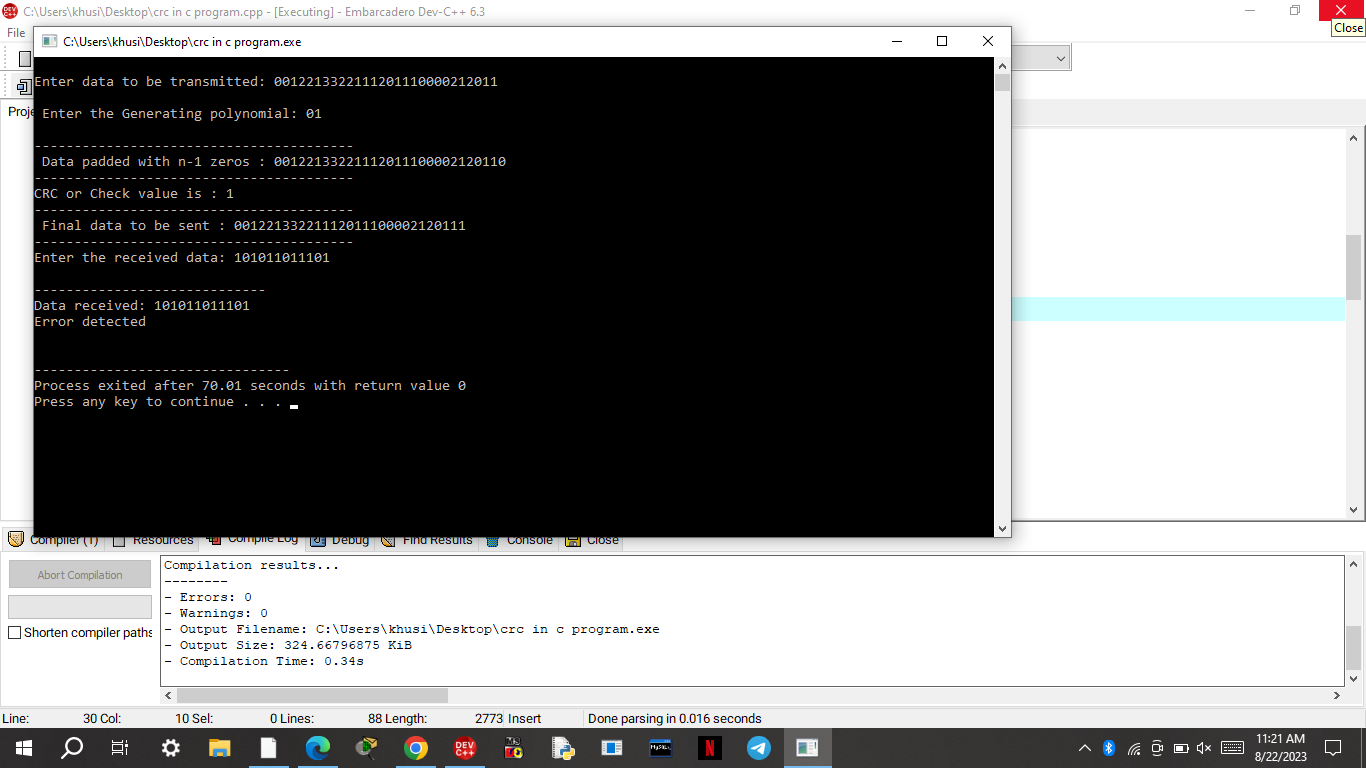 C:\Users\khusi\Desktop\crc in c program.cpp - [Executing] - Embarcadero Dev-C++ 6.3
Close
File
C:\Users\khusi\Desktop\crc in c program.exe
Enter data to be transmitted: 0012213322111201110000212011
Enter the Generating polynomial: 01
----------------------------------------
Data padded with n-1 zeros : 00122133221112011100002120110
----------------------------------------
CRC or Check value is : 1
----------------------------------------
Final data to be sent : 00122133221112011100002120111
----------------------------------------
Enter the received data: 101011011101
-----------------------------
Data received: 101011011101
Error detected
--------------------------------
Process exited after 70.01 seconds with return value 0
Press any key to continue . . .
Proje
Compiler (1) Resources Compile Log Debug Find Results Console Close
Abort Compilation
Shorten compiler paths
Compilation results...
--------
- Errors: 0
- Warnings: 0
- Output Filename: C:\Users\khusi\Desktop\crc in c program.exe
- Output Size: 324.66796875 KiB
- Compilation Time: 0.34s
Line: 30 Col: 10 Sel: 0 Lines: 88 Length: 2773 Insert Done parsing in 0.016 seconds
DEV C++
MySQL
N
11:21 AM
8/22/2023